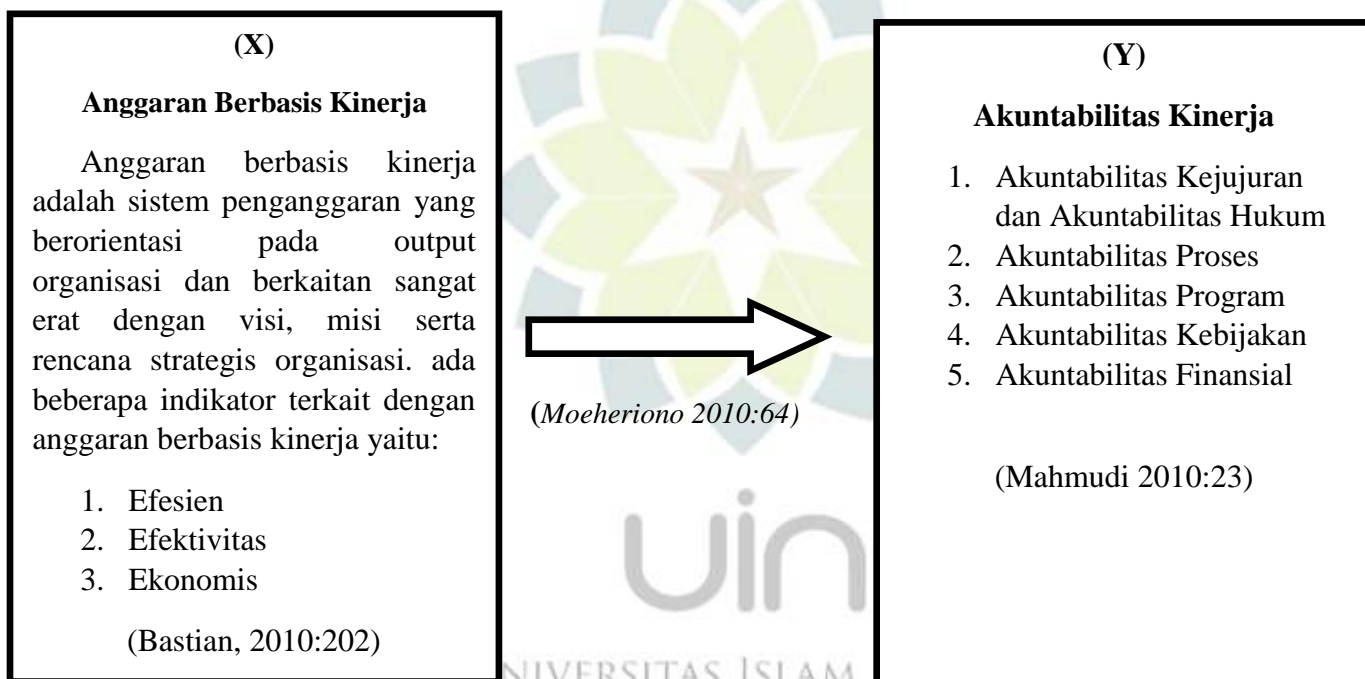 (X)
Anggaran Berbasis Kinerja
Anggaran berbasis kinerja
adalah sistem penganggaran yang
berorientasi pada output
organisasi dan berkaitan sangat
erat dengan visi, misi serta
rencana strategis organisasi. ada
beberapa indikator terkait dengan
anggaran berbasis kinerja yaitu:
1. Efesien
2. Efektivitas
3. Ekonomis
(Bastian, 2010:202)
(Moeheriono 2010:64)
(Y)
Akuntabilitas Kinerja
1. Akuntabilitas Kejujuran
dan Akuntabilitas Hukum
2. Akuntabilitas Proses
3. Akuntabilitas Program
4. Akuntabilitas Kebijakan
5. Akuntabilitas Finansial
(Mahmudi 2010:23)
uin
NIVERSITAS ISLAM